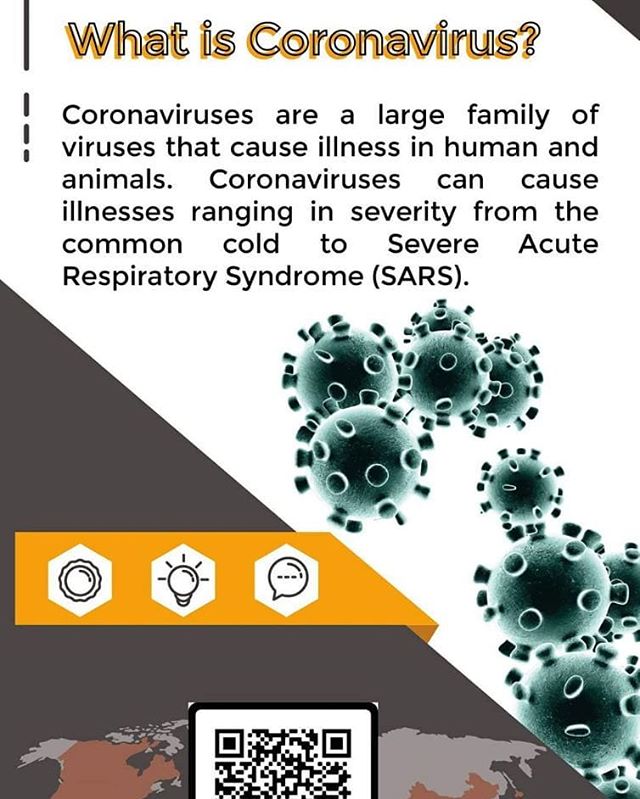 What is Coronavirus?
Coronaviruses are a large family of
viruses that cause illness in human and
animals. Coronaviruses can cause
illnesses ranging in severity from the
common cold to Severe Acute
Respiratory Syndrome (SARS).